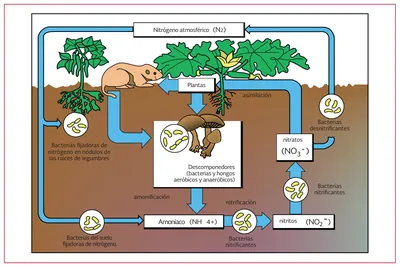 Nitrógeno atmosférico (N2)
Plantas
asimilación
Bacterias fijadoras de
nitrógeno en nódulos de
las raíces de legumbres
Bacterias
desnitrificantes
nitratos
(NO3-)
Descomponedores
(bacterias y hongos
aeróbicos y anaeróbicos)
Bacterias
nitrificantes
amonificación
nitrificación
Bacterias del suelo
fijadoras de nitrógeno
Amoniaco (NH 4+)
Bacterias
nitrificantes
nitritos (NO2-)